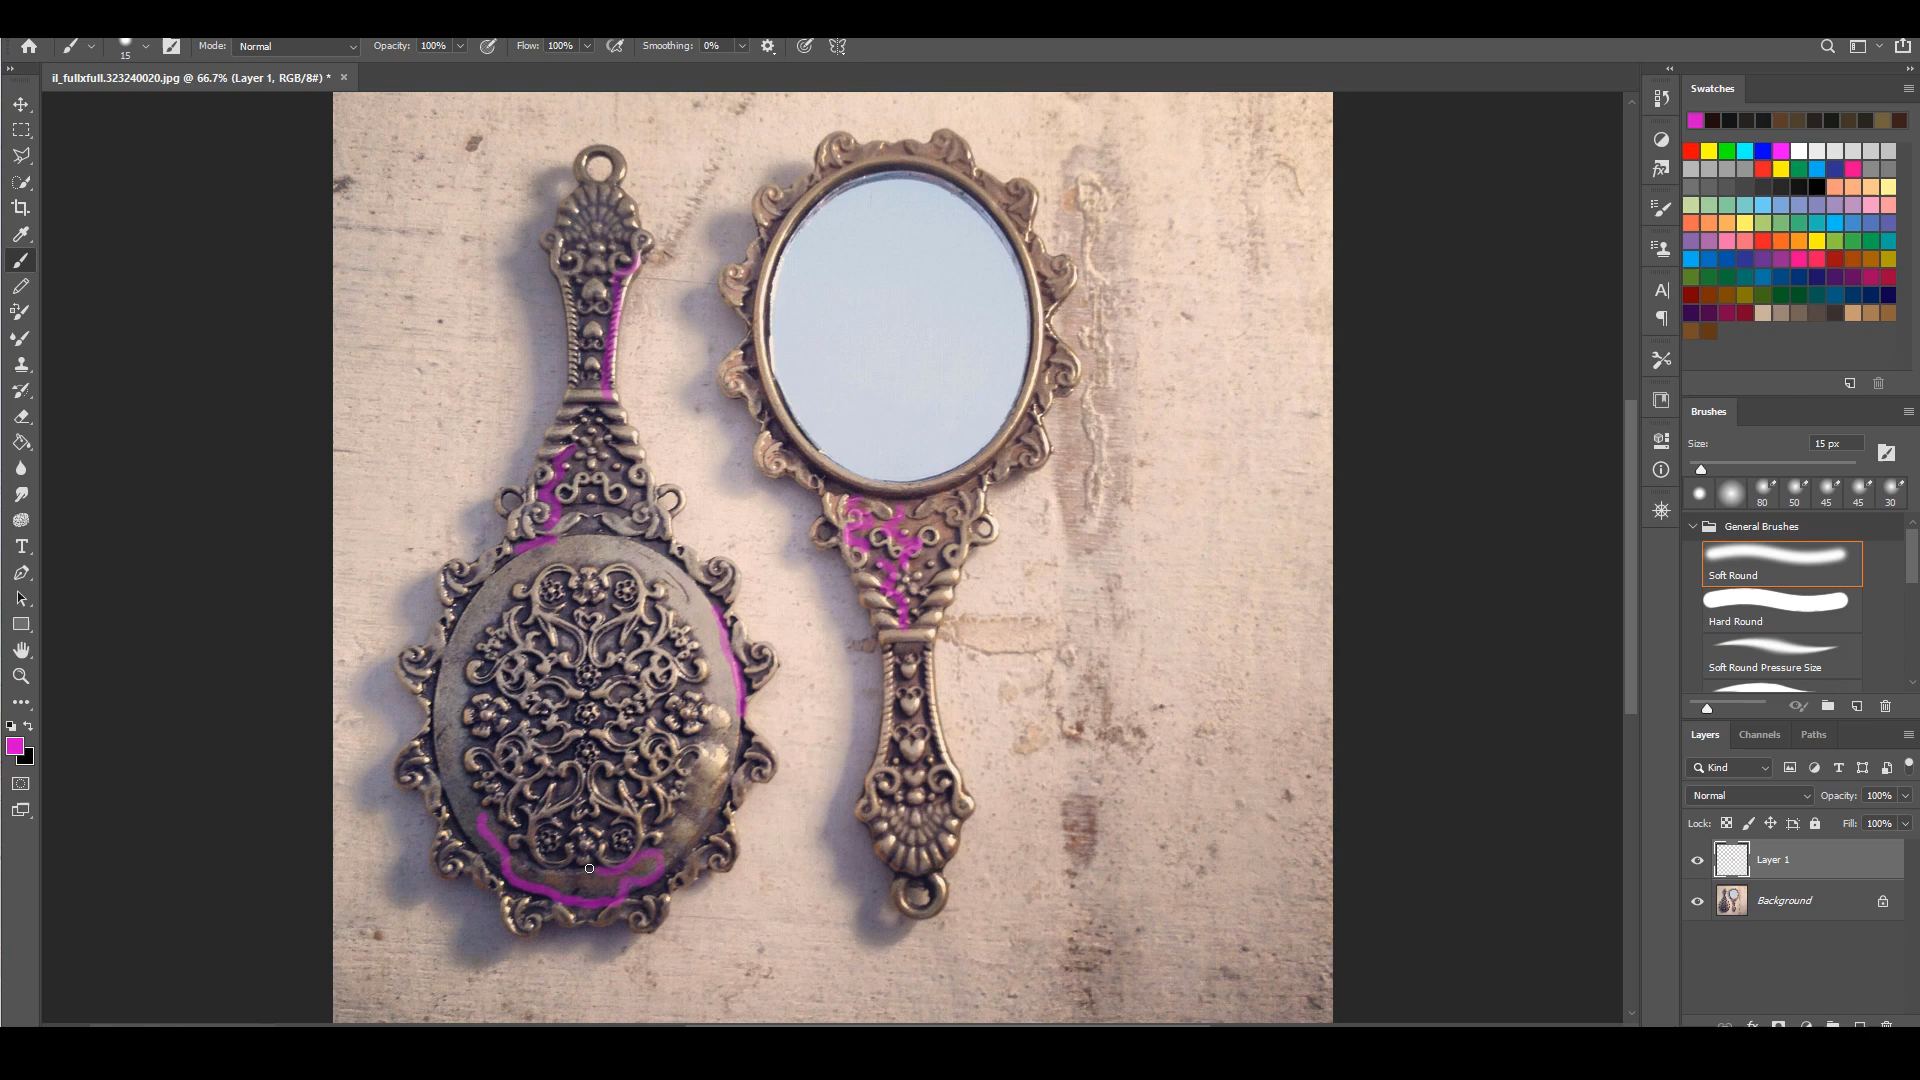 15
Mode:
Normal
Opacity:
100%
Flow:
100%
Smoothing:
0%
il_fullxfull.323240020.jpg @ 66.7% (Layer 1, RGB/8#) *
Swatches
Brushes
Size:
15 px
80
50
45
45
30
General Brushes
Soft Round
Hard Round
Soft Round Pressure Size
Layers
Channels
Paths
Kind
Normal
Opacity:
100%
Lock:
Fill:
100%
Layer 1
Background